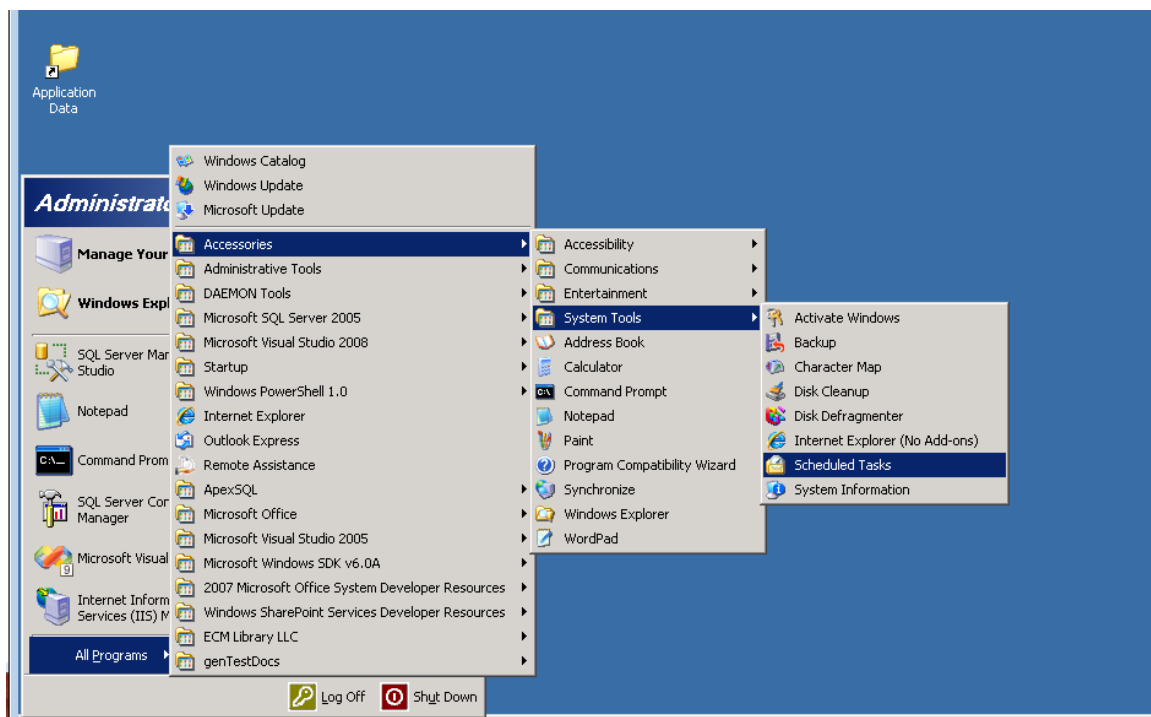 Application
Data
Administrato
Manage Your
Windows Expl
SQL Server Mar
Studio
Notepad
C:\_
Command Prom
SQL Server Cor
Manager
Microsoft Visual
9
Internet Inform
Services (IIS) M
All Programs
Windows Catalog
Windows Update
Microsoft Update
Accessories
Administrative Tools
DAEMON Tools
Microsoft SQL Server 2005
Microsoft Visual Studio 2008
Startup
Windows PowerShell 1.0
Internet Explorer
Outlook Express
Remote Assistance
ApexSQL
Microsoft Office
Microsoft Visual Studio 2005
Microsoft Windows SDK v6.0A
2007 Microsoft Office System Developer Resources
Windows SharePoint Services Developer Resources
ECM Library LLC
genTestDocs
Accessibility
Communications
Entertainment
System Tools
Address Book
Calculator
Command Prompt
Notepad
Paint
Program Compatibility Wizard
Synchronize
Windows Explorer
WordPad
Activate Windows
Backup
Character Map
Disk Cleanup
Disk Defragmenter
Internet Explorer (No Add-ons)
Scheduled Tasks
System Information
Log Off
Shut Down